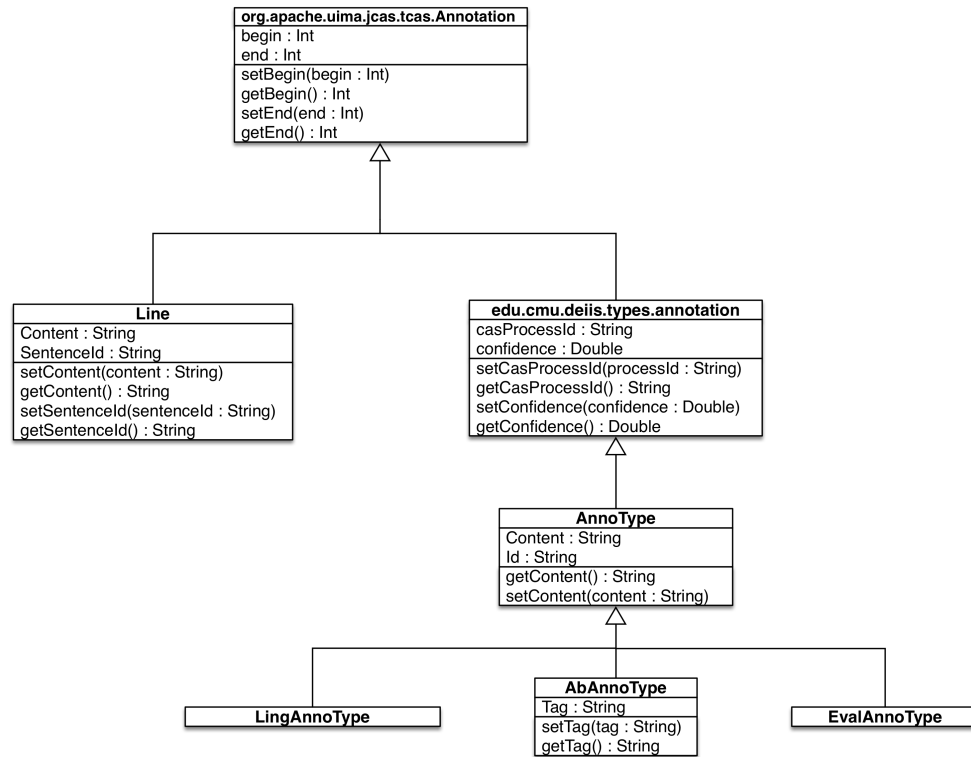 org.apache.uima.jcas.tcas.Annotation
begin : Int
end : Int
setBegin(begin : Int)
getBegin() : Int
setEnd(end : Int)
getEnd() : Int
Line
Content : String
SentenceId : String
setContent(content : String)
getContent() : String
setSentenceId(sentenceId : String)
getSentenceId() : String
edu.cmu.deiis.types.annotation
casProcessId : String
confidence : Double
setCasProcessId(processId : String)
getCasProcessId() : String
setConfidence(confidence : Double)
getConfidence() : Double
AnnoType
Content : String
Id : String
getContent() : String
setContent(content : String)
LingAnnoType
AbAnnoType
Tag : String
setTag(tag : String)
getTag() : String
EvalAnnoType